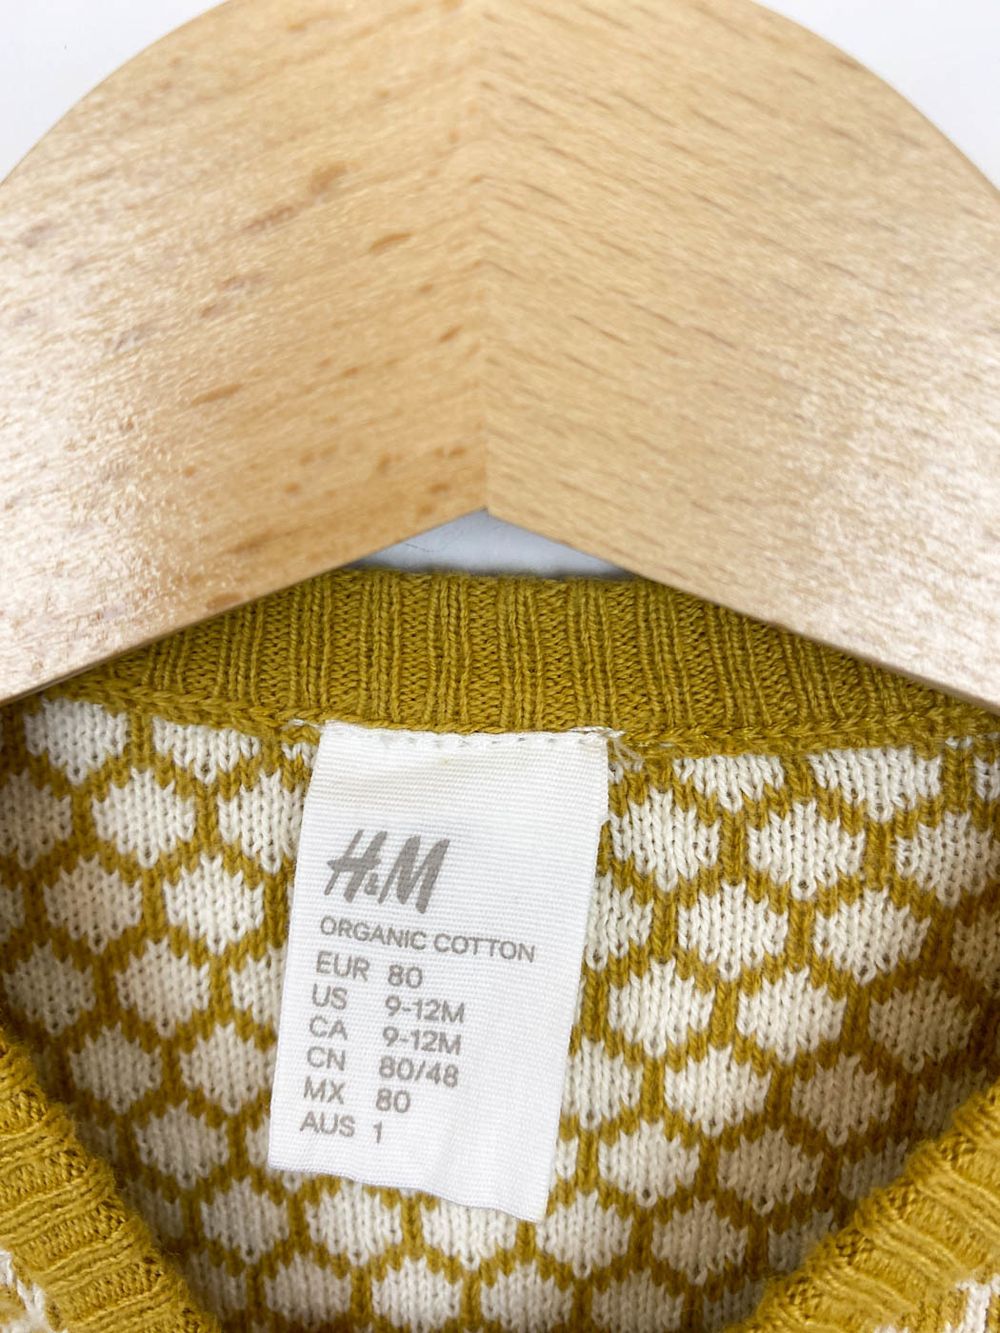 H&M
ORGANIC COTTON
EUR 80
US 9-12M
CA 9-12M
CN 80/48
MX 80
AUS 1